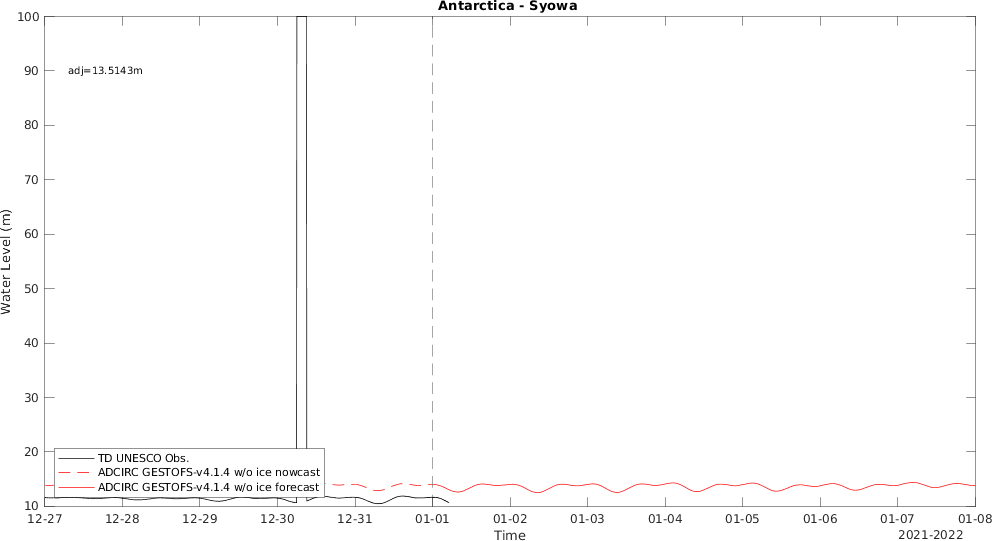 Antarctica - Syowa
100
90
80
70
60
50
40
30
20
10
Water Level (m)
adj=13.5143m
TD UNESCO Obs.
ADCIRC GESTOFS-v4.1.4 w/o ice nowcast
ADCIRC GESTOFS-v4.1.4 w/o ice forecast
12-27 12-28 12-29 12-30 12-31 01-01 01-02 01-03 01-04 01-05 01-06 01-07 01-08
Time
2021-2022